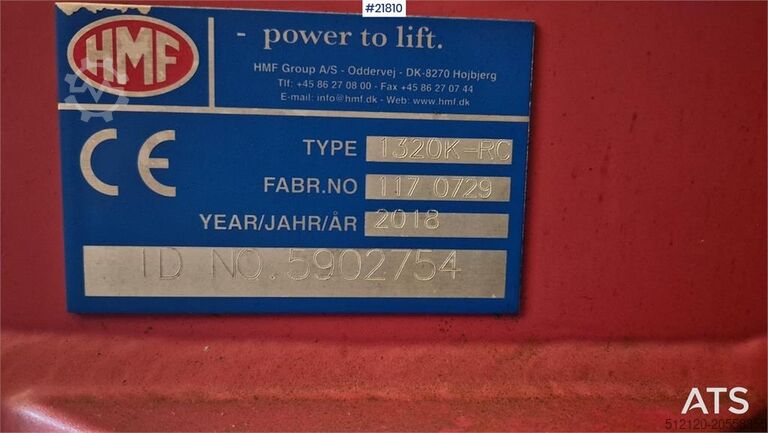 #21810
HMF
- power to lift.
HMF Group A/S - Oddervej - DK-8270 Højbjerg
Tlf: +45 86 27 08 00 - Fax +45 86 27 07 44
E-mail: info@hmf.dk - Web: www.hmf.dk
CE
TYPE 1320K-RC
FABR.NO 117 0729
YEAR/JAHR/ÅR 2018
ID NO.5902754
ATS